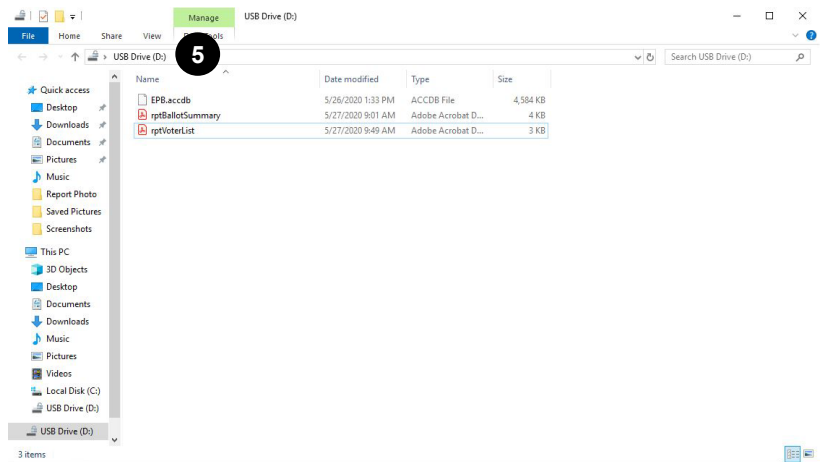 Manage USB Drive (D:)
File Home Share View
5
USB Drive (D:) Search USB Drive (D:)
Name Date modified Type Size
EPB.accdb 5/26/2020 1:33 PM ACCDB File 4,584 KB
rptBallotSummary 5/27/2020 9:01 AM Adobe Acrobat D... 4 KB
rptVoterList 5/27/2020 9:49 AM Adobe Acrobat D... 3 KB
Quick access
Desktop
Downloads
Documents
Pictures
Music
Report Photo
Saved Pictures
Screenshots
This PC
3D Objects
Desktop
Documents
Downloads
Music
Pictures
Videos
Local Disk (C:)
USB Drive (D:)
USB Drive (D:)
3 items